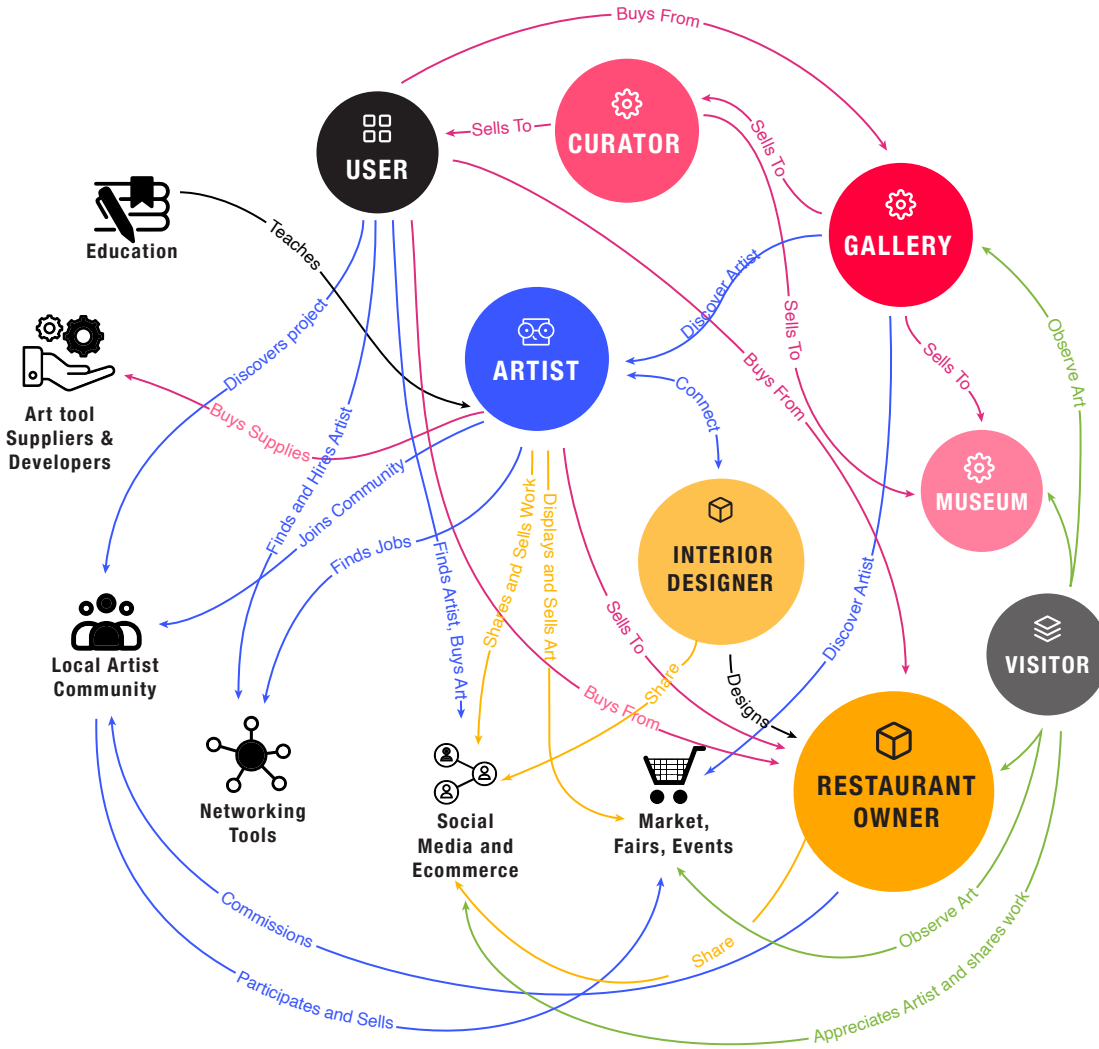 Buys From
USER
Sells To
CURATOR
Sells To
GALLERY
Education
Teaches
Discover Artist
Observe Art
Discovers project
ARTIST
Sells To
Buys From
Sells To
Art tool
Suppliers &
Developers
Buys Supplies
Connect
MUSEUM
Finds and Hires Artist
Joins Community
Shares and Sells Work
Displays and Sells Art
INTERIOR
DESIGNER
Finds Jobs
Finds Artist, Buys Art
Sells To
Discover Artist
VISITOR
Local Artist
Community
Share
Designs
Buys From
Networking
Tools
Social
Media and
Ecommerce
Market,
Fairs, Events
RESTAURANT
OWNER
Commissions
Participates and Sells
Share
Observe Art
Appreciates Artist and shares work